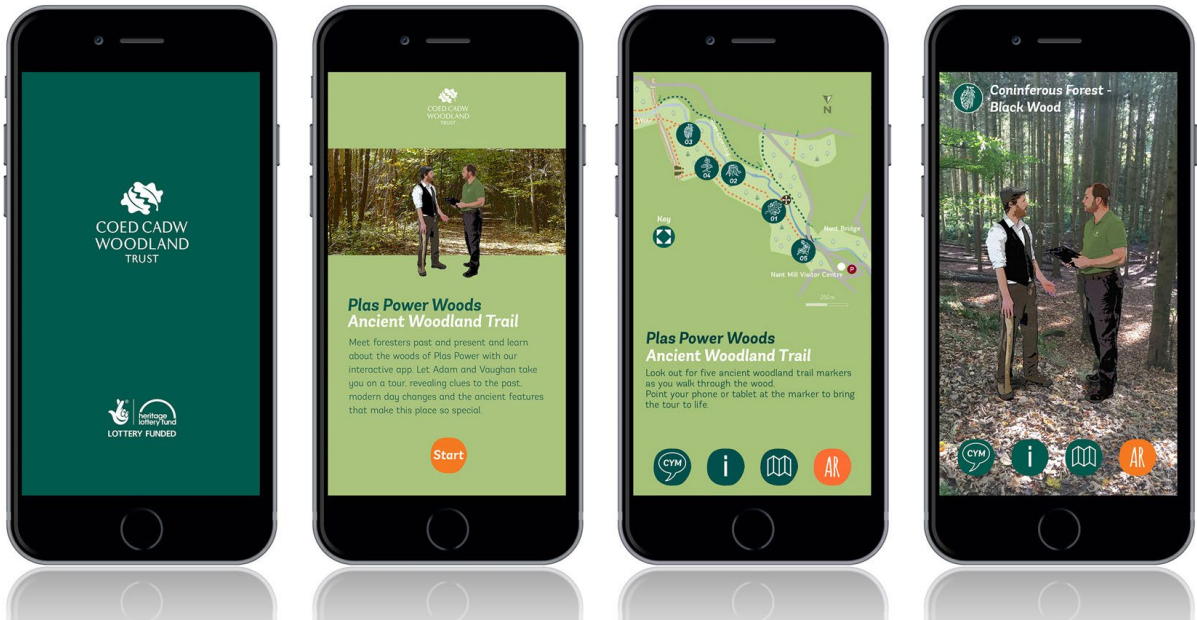 COED CADW
WOODLAND
TRUST
heritage
lottery fund
LOTTERY FUNDED
COED CADW
WOODLAND
TRUST
Plas Power Woods
Ancient Woodland Trail
Meet foresters past and present and learn
about the woods of Plas Power with our
interactive app. Let Adam and Vaughan take
you on a tour, revealing clues to the past,
modern day changes and the ancient features
that make this place so special.
Start
N
03
04
02
01
05
Key
Nant Bridge
Nant Mill Visitor Centre
P
250m
Plas Power Woods
Ancient Woodland Trail
Look out for five ancient woodland trail markers
as you walk through the wood.
Point your phone or tablet at the marker to bring
the tour to life.
CYM
i
AR
Coninferous Forest -
Black Wood
CYM
i
AR